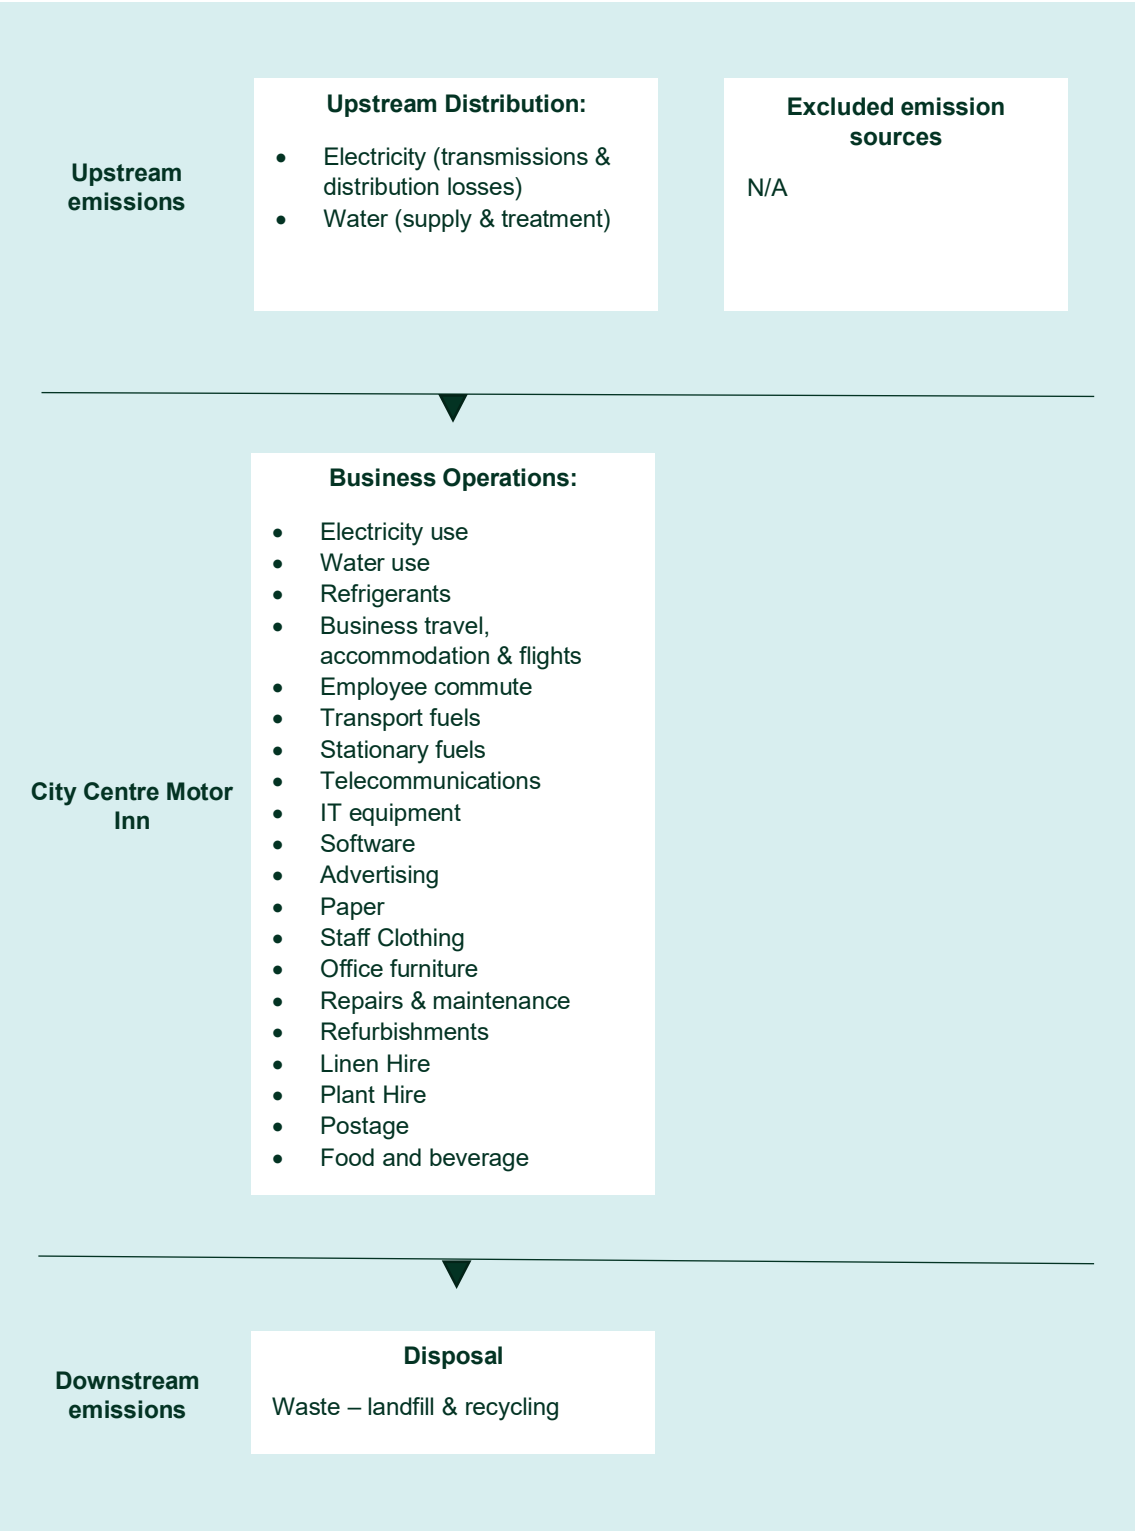 Upstream
emissions
Upstream Distribution:
• Electricity (transmissions &
distribution losses)
• Water (supply & treatment)
Excluded emission
sources
N/A
City Centre Motor
Inn
Business Operations:
• Electricity use
• Water use
• Refrigerants
• Business travel,
accommodation & flights
• Employee commute
• Transport fuels
• Stationary fuels
• Telecommunications
• IT equipment
• Software
• Advertising
• Paper
• Staff Clothing
• Office furniture
• Repairs & maintenance
• Refurbishments
• Linen Hire
• Plant Hire
• Postage
• Food and beverage
Downstream
emissions
Disposal
Waste – landfill & recycling